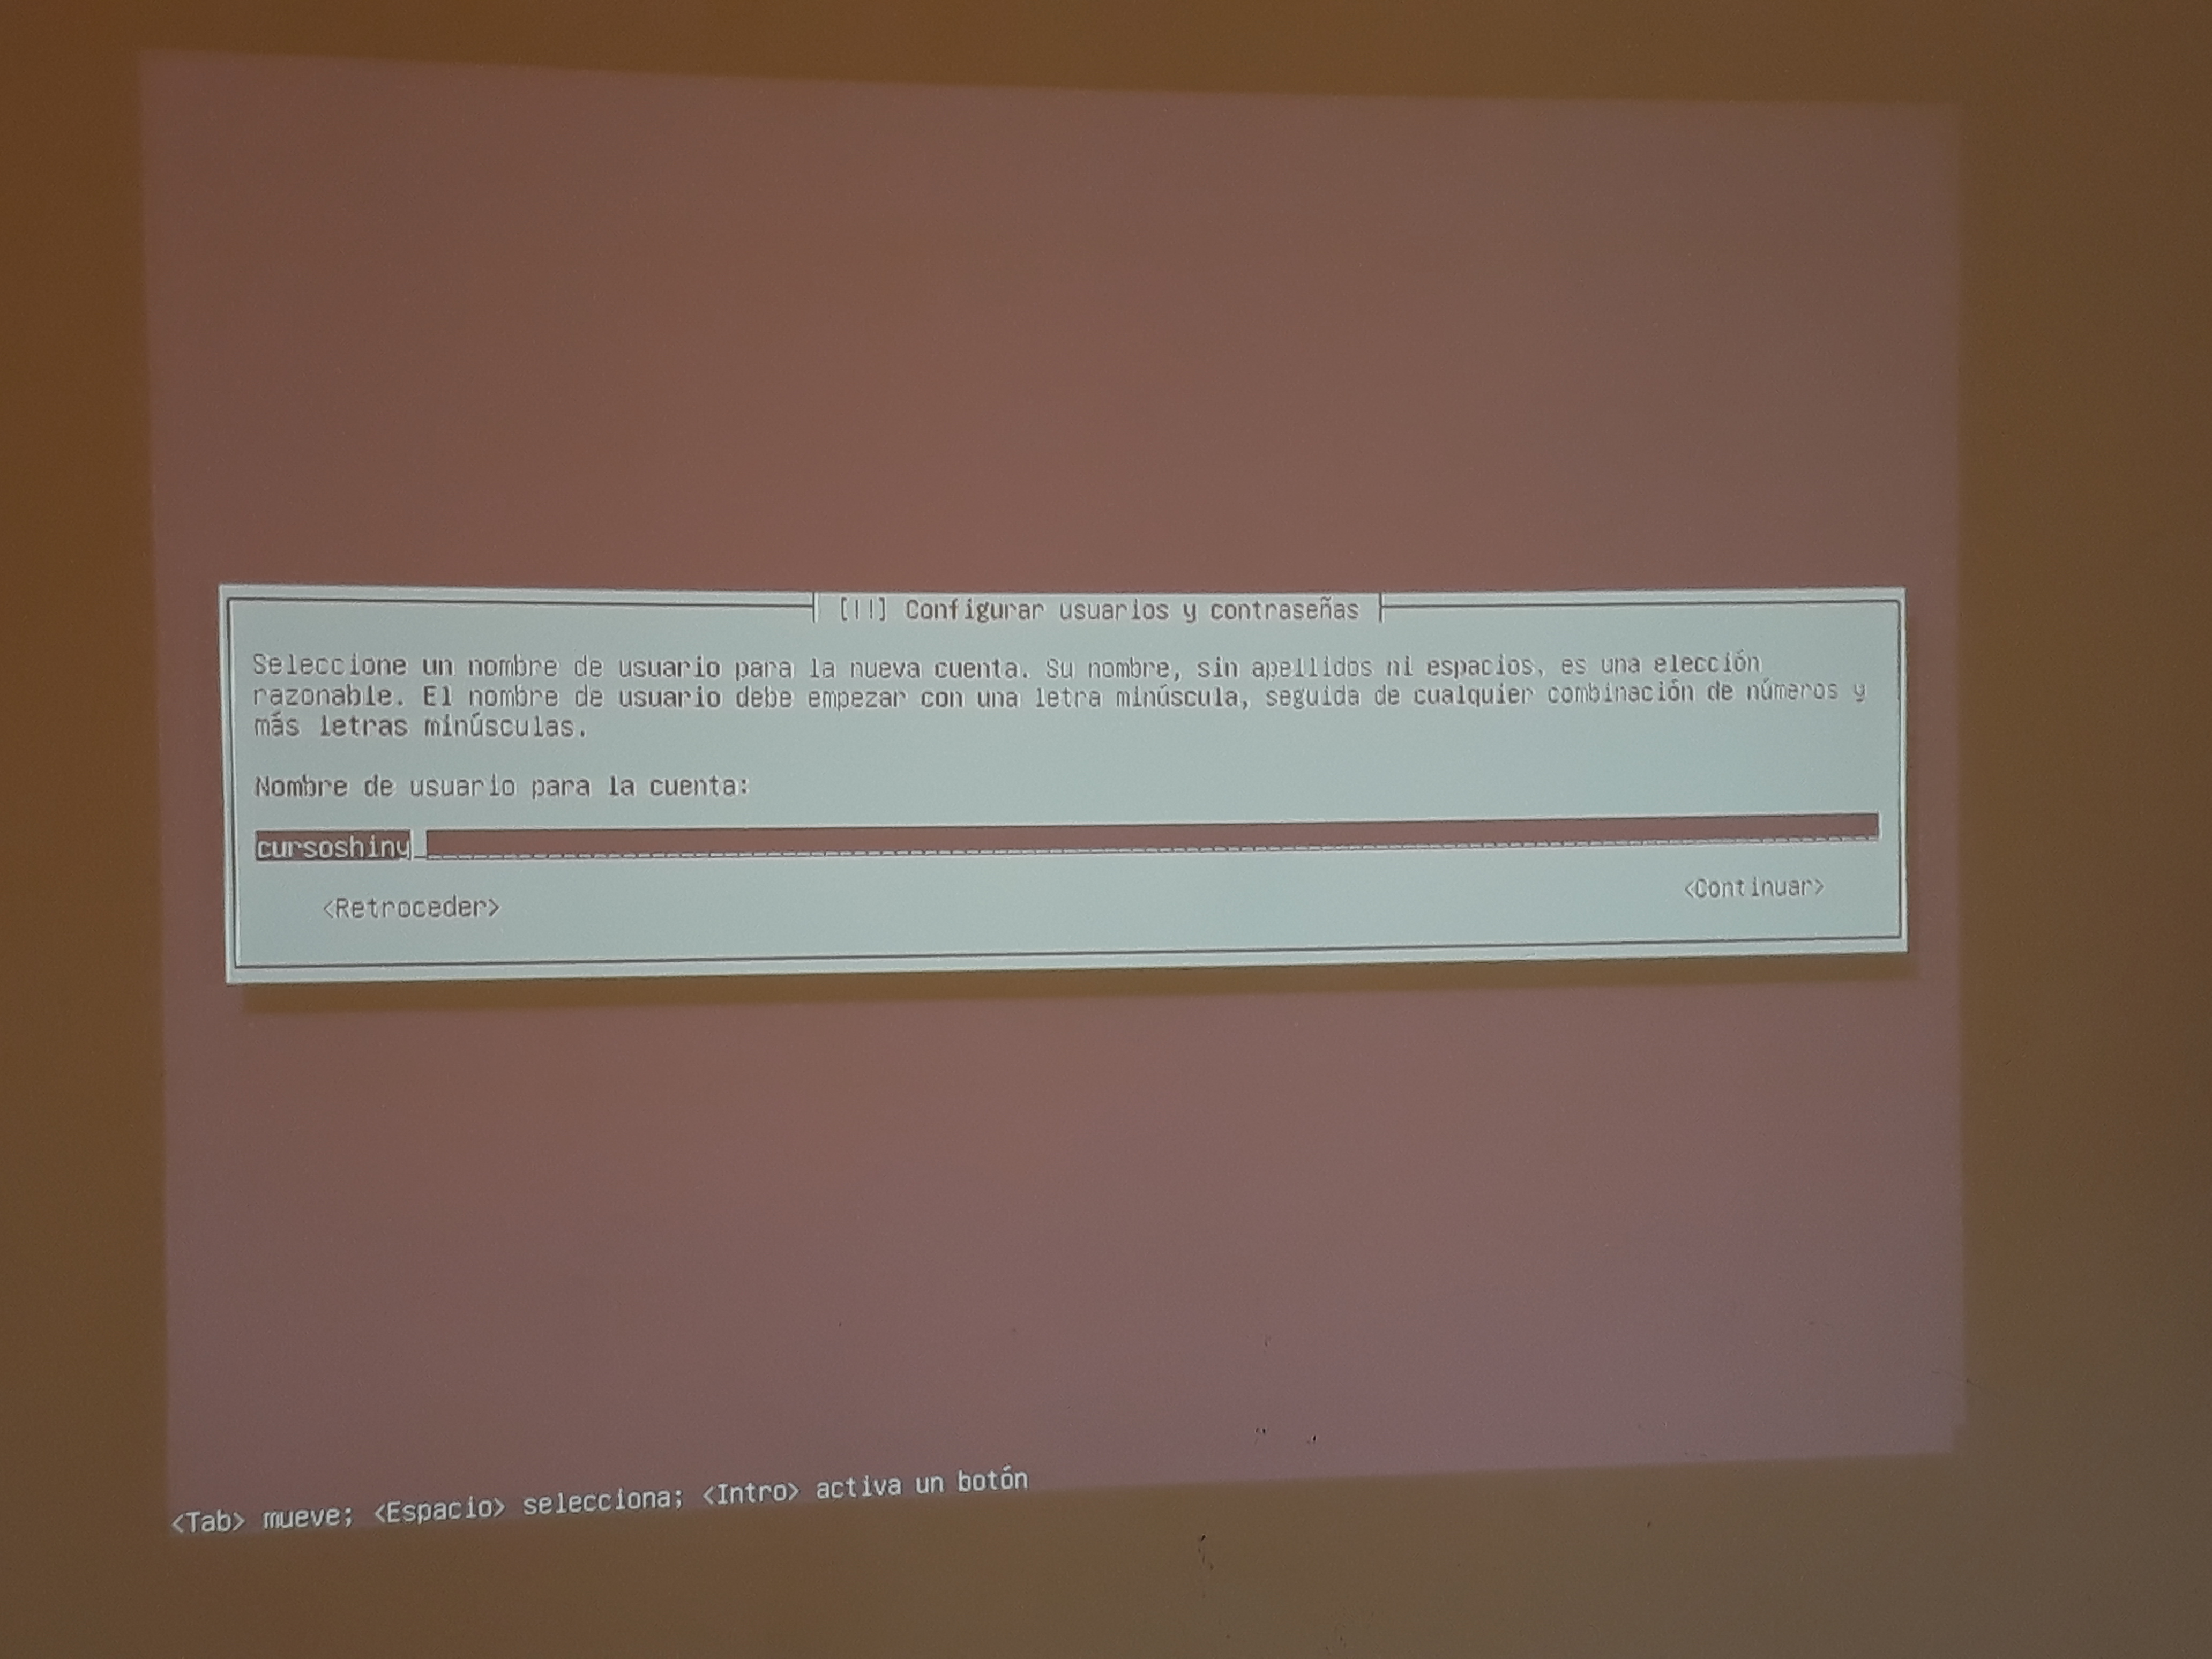 [!!] Configurar usuarios y contraseñas
Seleccione un nombre de usuario para la nueva cuenta. Su nombre, sin apellidos ni espacios, es una elección
razonable. El nombre de usuario debe empezar con una letra minúscula, seguida de cualquier combinación de números y
más letras minúsculas.
Nombre de usuario para la cuenta:
cursoshiny
<Retroceder> <Continuar>
<Tab> mueve; <Espacio> selecciona; <Intro> activa un botón